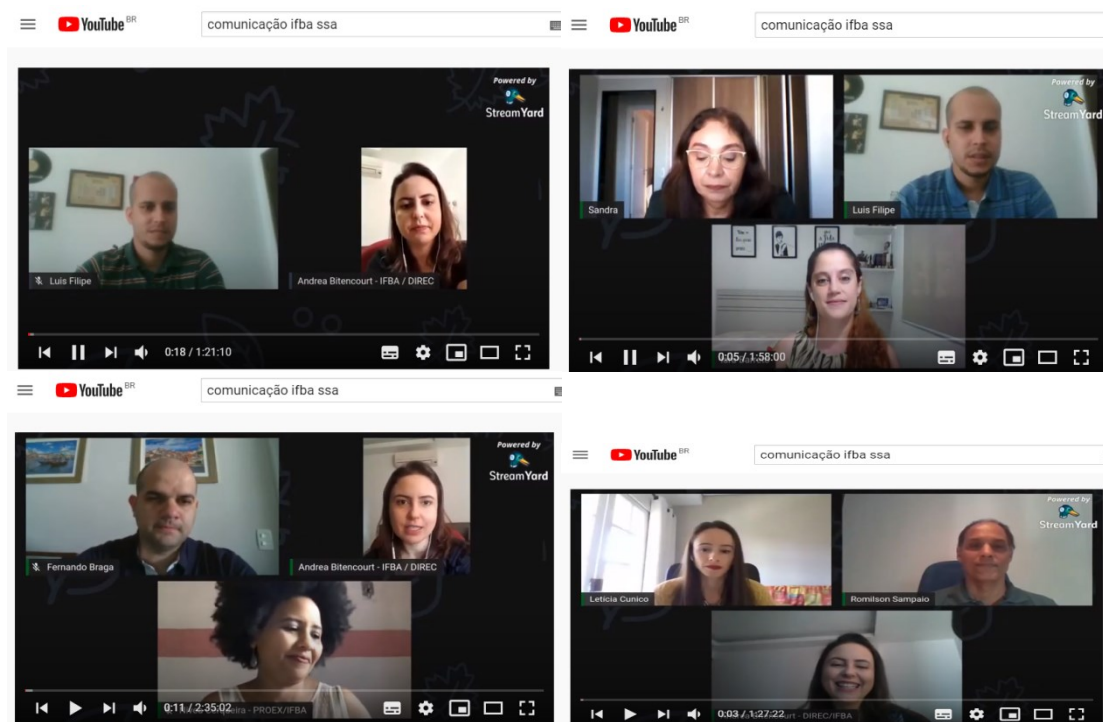 YouTube BR
comunicação ifba ssa
Powered by
StreamYard
Luis Filipe
Andrea Bitencourt - IFBA / DIREC
0:18 / 1:21:10
YouTube BR
comunicação ifba ssa
Powered by
StreamYard
Sandra
Luis Filipe
0:05 / 1:58:00
YouTube BR
comunicação ifba ssa
Powered by
StreamYard
Fernando Braga
Andrea Bitencourt - IFBA / DIREC
0:11 / 2:35:02
- PROEX/IFBA
YouTube BR
comunicação ifba ssa
Powered by
StreamYard
Letícia Cunico
Romilson Sampaio
0:03 / 1:27:22
- DIREC/IFBA